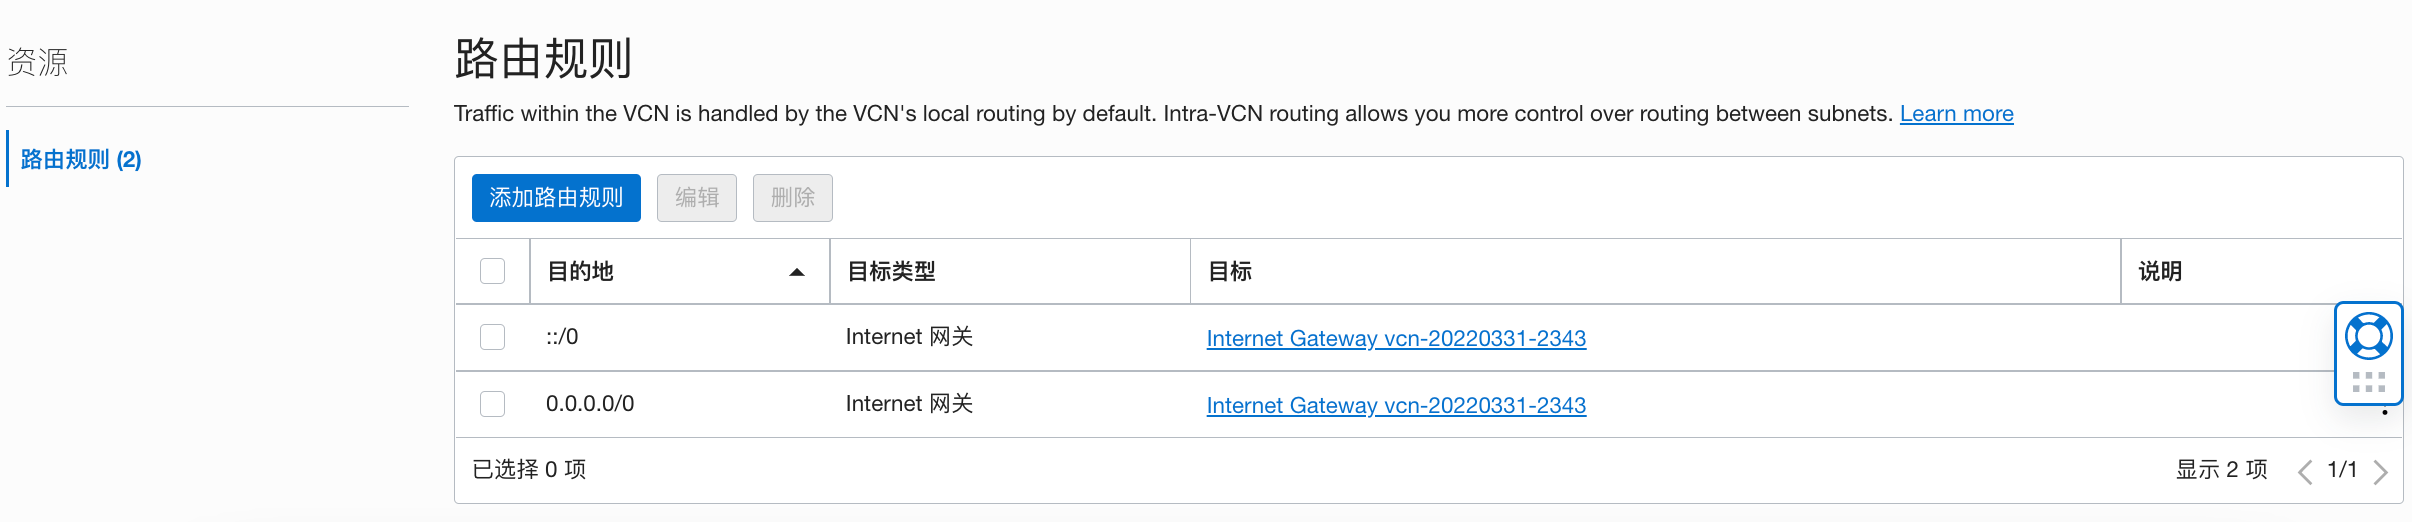 资源
路由规则 (2)
路由规则
Traffic within the VCN is handled by the VCN's local routing by default. Intra-VCN routing allows you more control over routing between subnets. Learn more
添加路由规则 编辑 删除
目的地 目标类型 目标 说明
::/0 Internet 网关 Internet Gateway vcn-20220331-2343
0.0.0.0/0 Internet 网关 Internet Gateway vcn-20220331-2343
已选择 0 项 显示 2 项 1/1